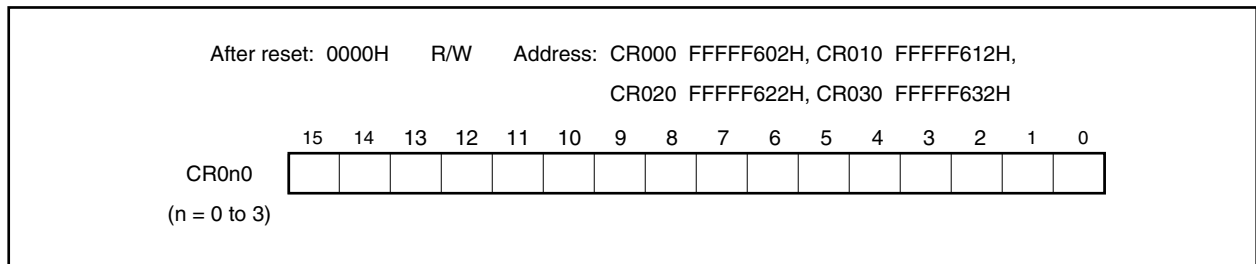 After reset: 0000H R/W Address: CR000 FFFFF602H, CR010 FFFFF612H,
CR020 FFFFF622H, CR030 FFFFF632H
15 14 13 12 11 10 9 8 7 6 5 4 3 2 1 0
CR0n0
(n = 0 to 3)